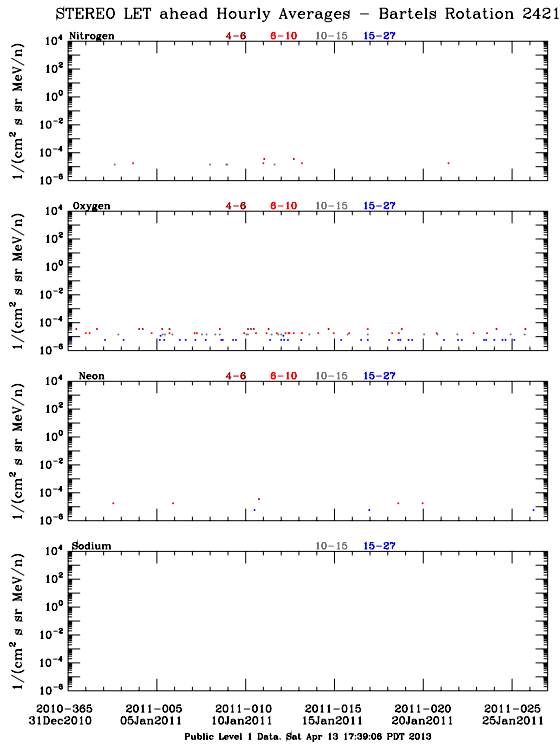 STEREO LET ahead Hourly Averages - Bartels Rotation 2421
Nitrogen 4-6 6-10 10-15 15-27
10^4
10^2
10^0
10^-2
10^-4
10^-6
1/(cm^2 s sr MeV/n)
Oxygen 4-6 6-10 10-15 15-27
10^4
10^2
10^0
10^-2
10^-4
10^-6
1/(cm^2 s sr MeV/n)
Neon 4-6 6-10 10-15 15-27
10^4
10^2
10^0
10^-2
10^-4
10^-6
1/(cm^2 s sr MeV/n)
Sodium 10-15 15-27
10^4
10^2
10^0
10^-2
10^-4
10^-6
1/(cm^2 s sr MeV/n)
2010-365 2011-005 2011-010 2011-015 2011-020 2011-025
31Dec2010 05Jan2011 10Jan2011 15Jan2011 20Jan2011 25Jan2011
Public Level 1 Data. Sat Apr 13 17:39:06 PDT 2013